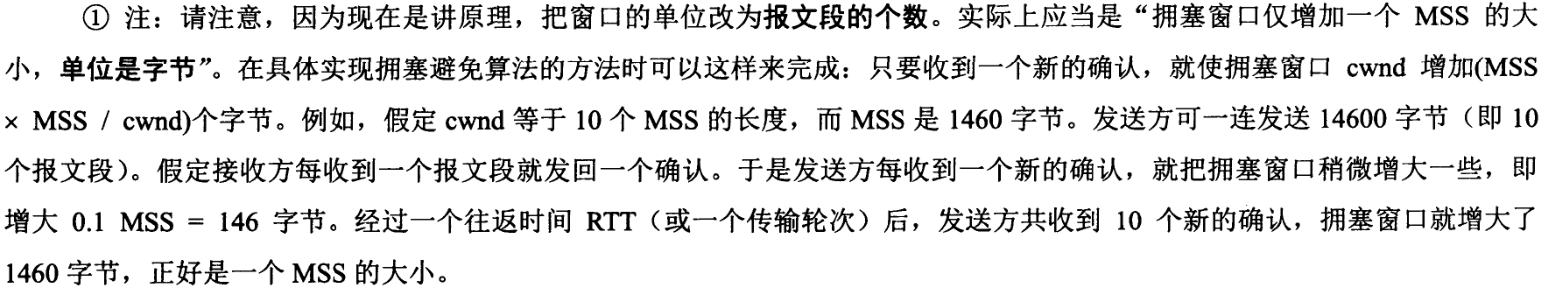 ① 注：请注意，因为现在是讲原理，把窗口的单位改为报文段的个数。实际上应当是“拥塞窗口仅增加一个 MSS 的大
小，单位是字节”。在具体实现拥塞避免算法的方法时可以这样来完成：只要收到一个新的确认，就使拥塞窗口 cwnd 增加(MSS
× MSS / cwnd)个字节。例如，假定 cwnd 等于 10 个 MSS 的长度，而 MSS 是 1460 字节。发送方可一连发送 14600 字节（即 10
个报文段）。假定接收方每收到一个报文段就发回一个确认。于是发送方每收到一个新的确认，就把拥塞窗口稍微增大一些，即
增大 0.1 MSS = 146 字节。经过一个往返时间 RTT（或一个传输轮次）后，发送方共收到 10 个新的确认，拥塞窗口就增大了
1460 字节，正好是一个 MSS 的大小。